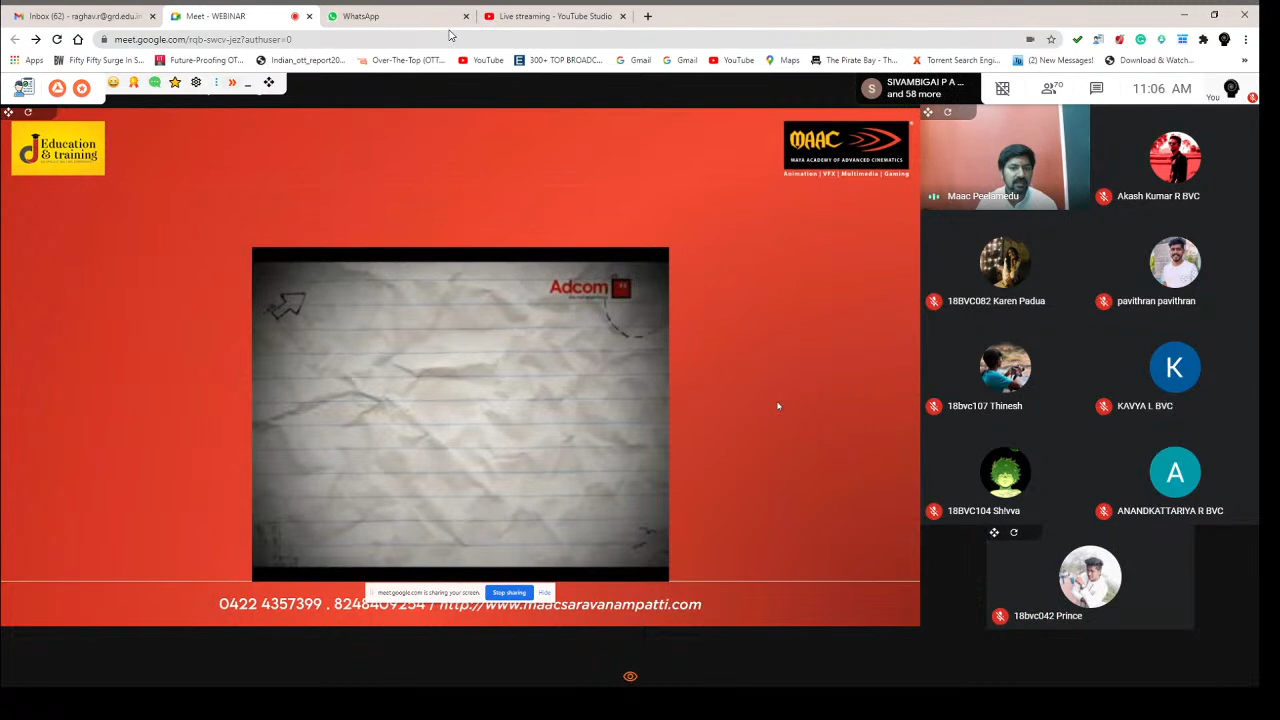 Inbox (62) - raghav.r@grd.edu.in
Meet - WEBINAR
WhatsApp
Live streaming - YouTube Studio
meet.google.com/rqb-swcv-jez?authuser=0
Apps
Fifty Fifty Surge In S...
Future-Proofing OT...
Indian_ott_report20...
Over-The-Top (OTT...
YouTube
300+ TOP BROADC...
Gmail
Gmail
YouTube
Maps
The Pirate Bay - Th...
Torrent Search Engi...
(2) New Messages!
Download & Watch...
S
SIVAMBIGAI P A ...
and 58 more
70
11:06 AM
You
Education
& training
MAAC
MAYA ACADEMY OF ADVANCED CINEMATICS
Animation | VFX | Multimedia | Gaming
Adcom
Maac Peelamedu
Akash Kumar R BVC
18BVC082 Karen Padua
pavithran pavithran
18bvc107 Thinesh
K
KAVYA L BVC
18BVC104 Sh!vva
A
ANANDKATTARIYA R BVC
18bvc042 Prince
meet.google.com is sharing your screen.
Stop sharing
Hide
0422 4357399 . 8248409254 / http://www.maacsaravanampatti.com